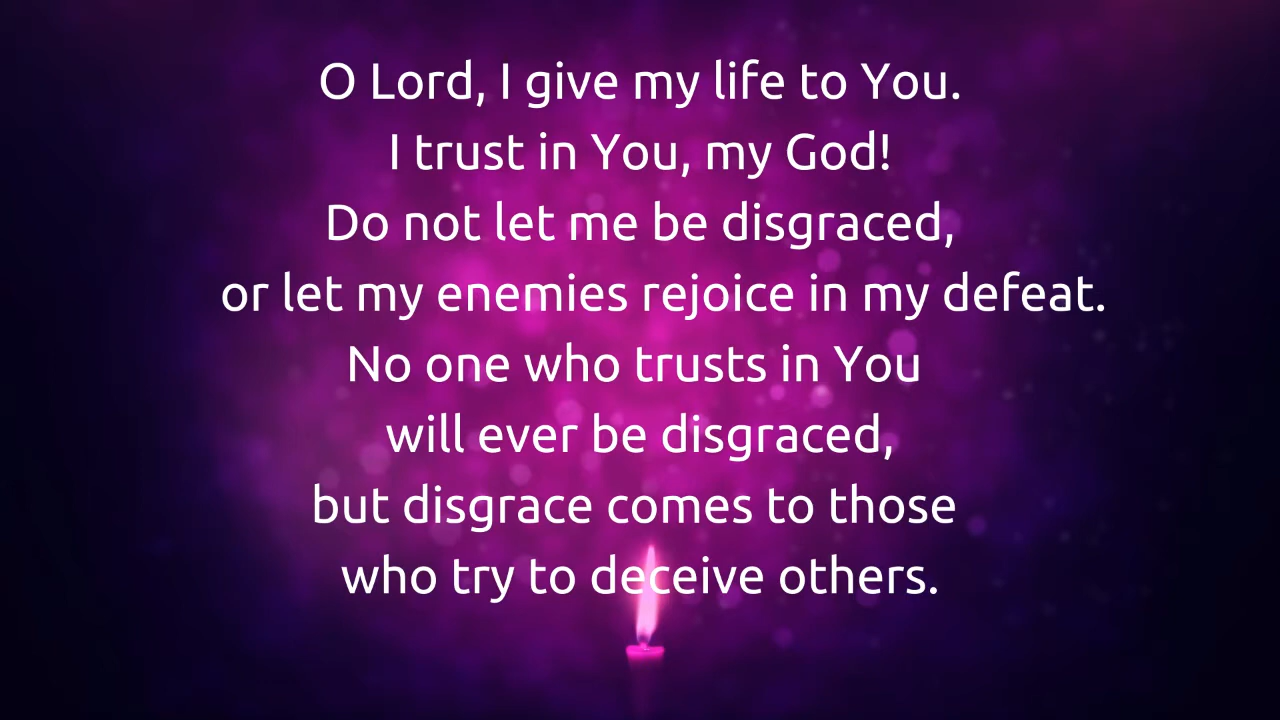 O Lord, I give my life to You.
I trust in You, my God!
Do not let me be disgraced,
or let my enemies rejoice in my defeat.
No one who trusts in You
will ever be disgraced,
but disgrace comes to those
who try to deceive others.